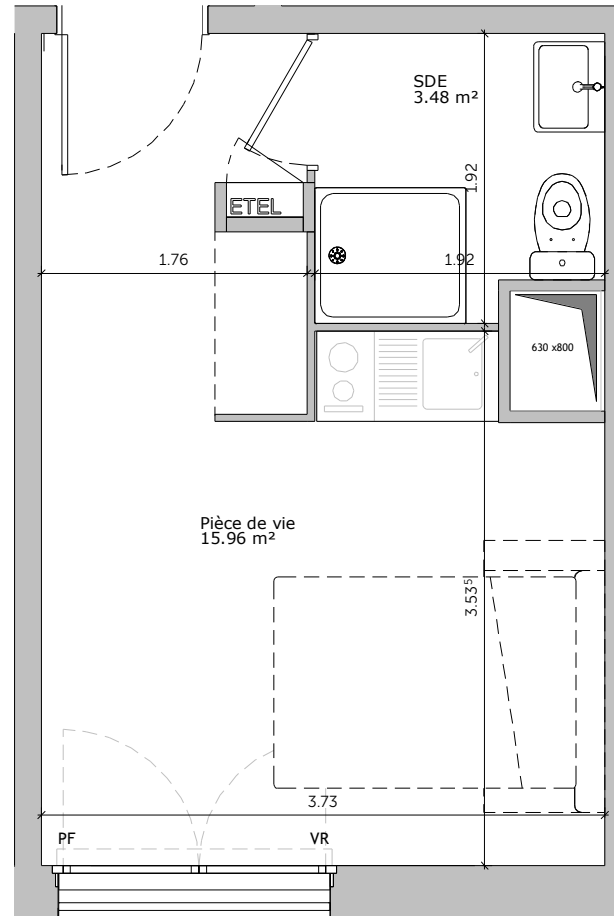 SDE
3.48 m²
1.92
ETEL
1.76
1.92
630 x800
Pièce de vie
15.96 m²
3.53⁵
3.73
PF
VR